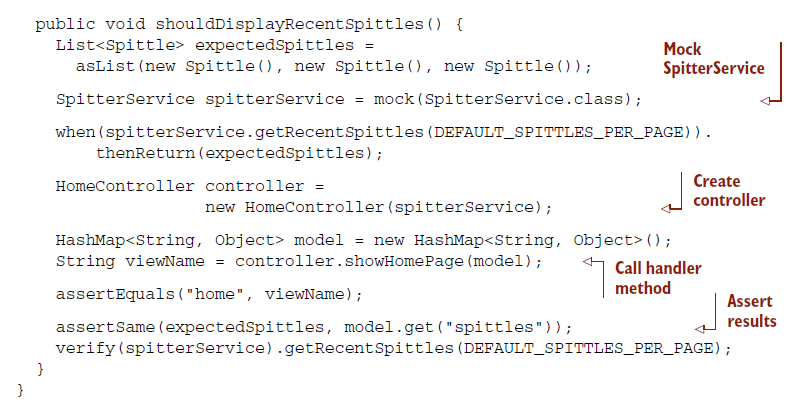 public void shouldDisplayRecentSpittles() {
List<Spittle> expectedSpittles =
asList(new Spittle(), new Spittle(), new Spittle());
Mock
SpitterService
SpitterService spitterService = mock(SpitterService.class);
when(spitterService.getRecentSpittles(DEFAULT_SPITTLES_PER_PAGE)).
thenReturn(expectedSpittles);
HomeController controller =
new HomeController(spitterService);
Create
controller
HashMap<String, Object> model = new HashMap<String, Object>();
String viewName = controller.showHomePage(model);
Call handler
method
assertEquals("home", viewName);
Assert
results
assertSame(expectedSpittles, model.get("spittles"));
verify(spitterService).getRecentSpittles(DEFAULT_SPITTLES_PER_PAGE);
}
}